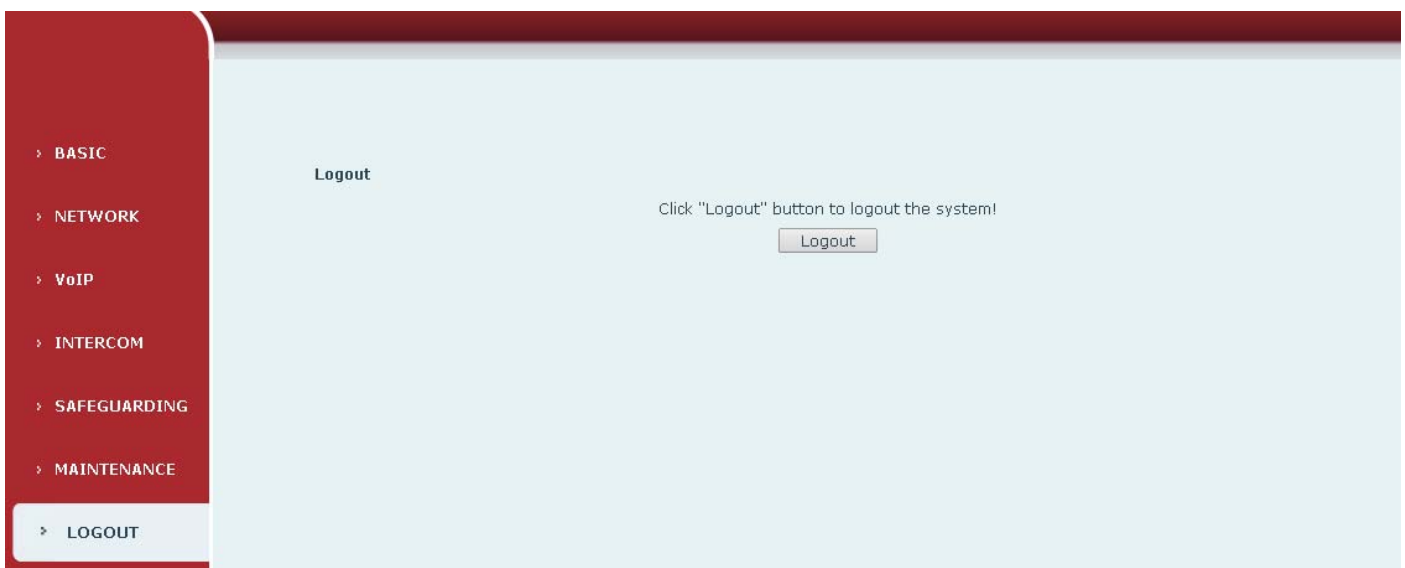 BASIC
NETWORK
VoIP
INTERCOM
SAFEGUARDING
MAINTENANCE
LOGOUT
Logout
Click "Logout" button to logout the system!
Logout